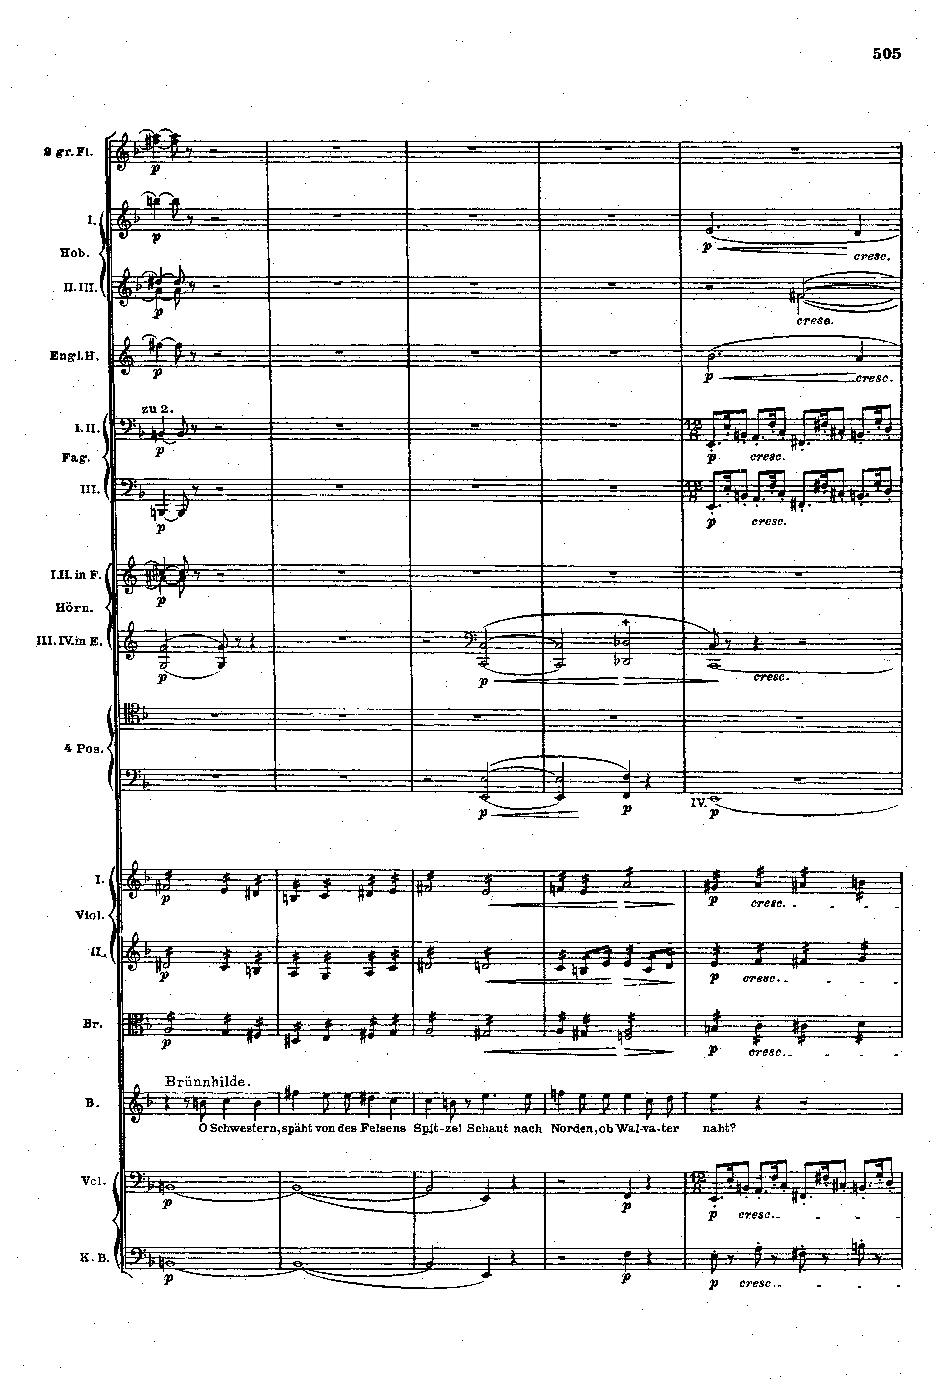 505
2 gr. Fl.
p
I.
p
p
cresc.
Hob.
II. III.
p
cresc.
Engl. H.
p
p
cresc.
zu 2.
I. II.
p
p
cresc.
Fag.
III.
p
p
cresc.
I. II. in F.
p
Hörn.
III. IV. in E.
p
p
cresc.
4 Pos.
p
p
IV.
p
I.
p
p
cresc.
Viol.
II.
p
p
cresc.
Br.
p
p
cresc.
Brünnhilde.
B.
O Schwestern, späht von des Felsens Spit-ze! Schaut nach Norden, ob Wal-va-ter naht?
Vcl.
p
p
p
cresc.
K. B.
p
p
p
cresc.